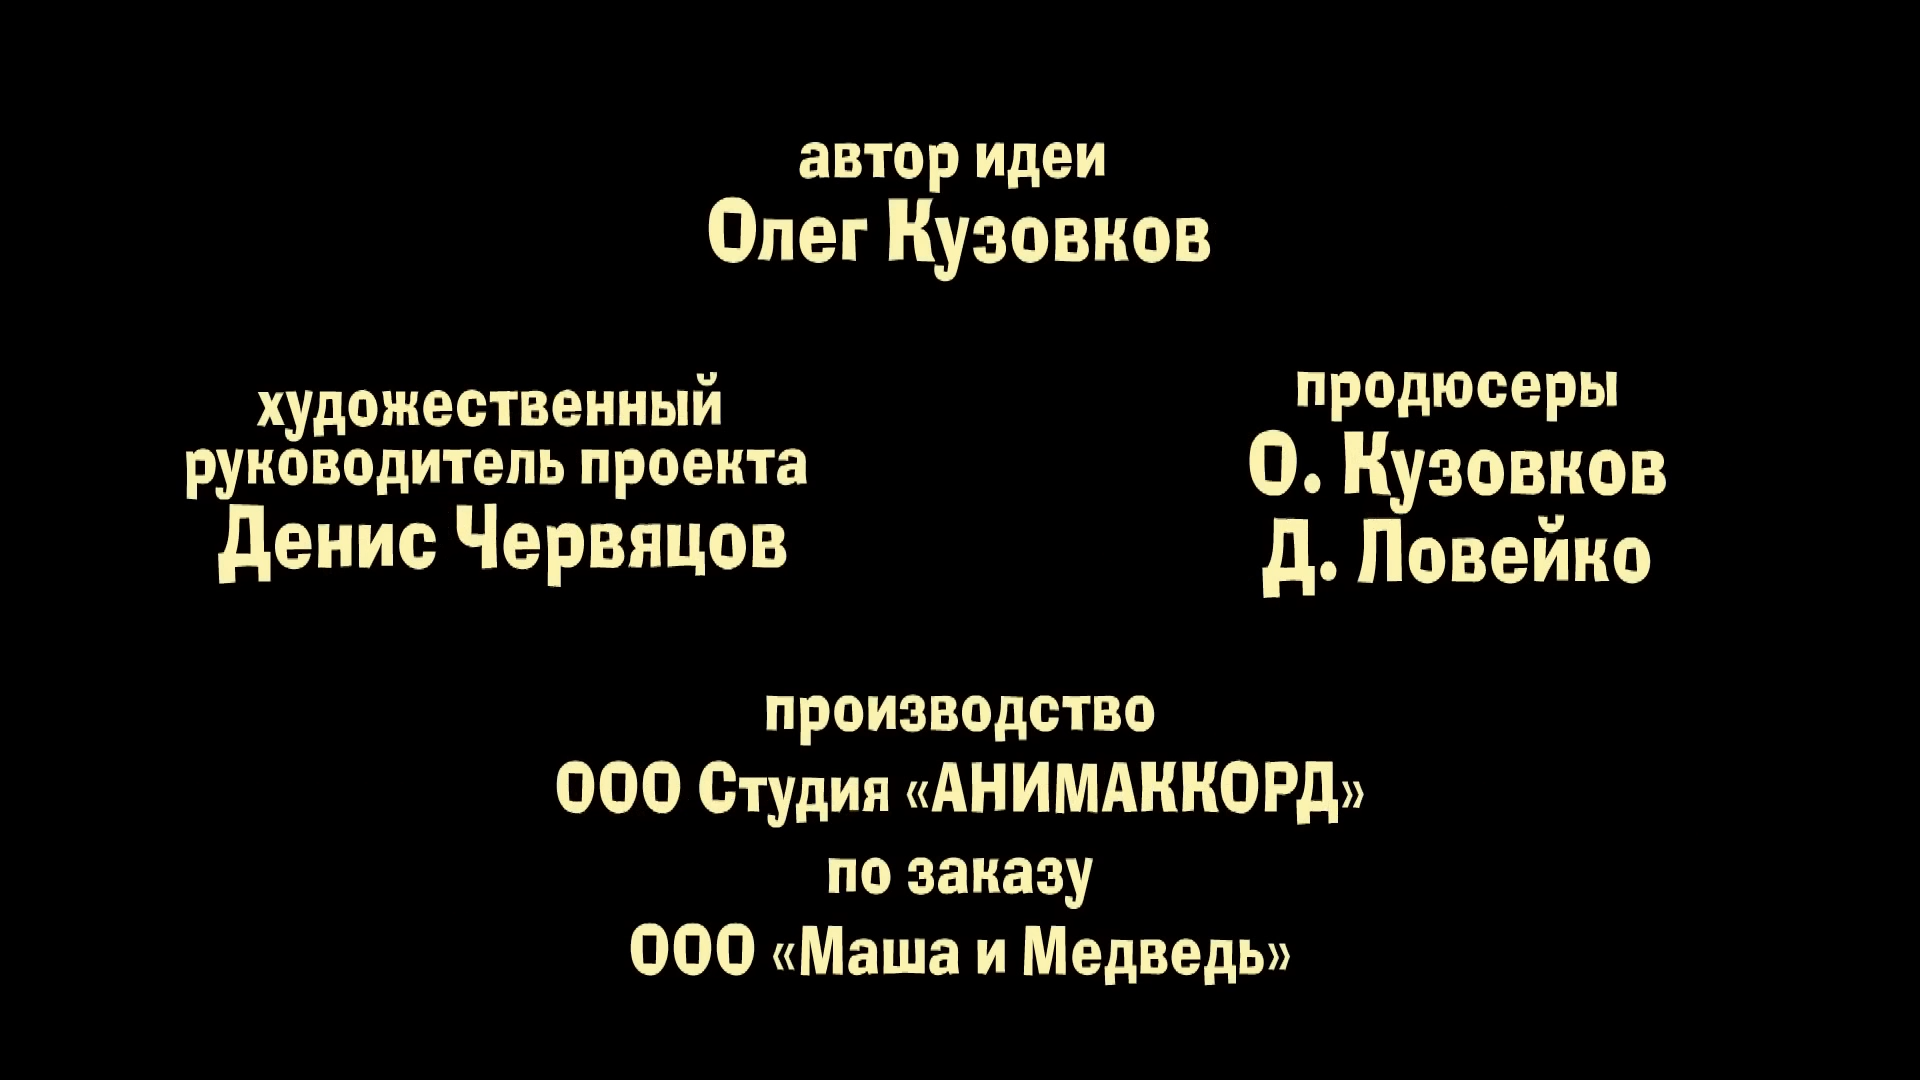 автор идеи
Олег Кузовков
художественный
руководитель проекта
Денис Червяцов
продюсеры
О. Кузовков
Д. Ловейко
производство
ООО Студия «АНИМАККОРД»
по заказу
ООО «Маша и Медведь»